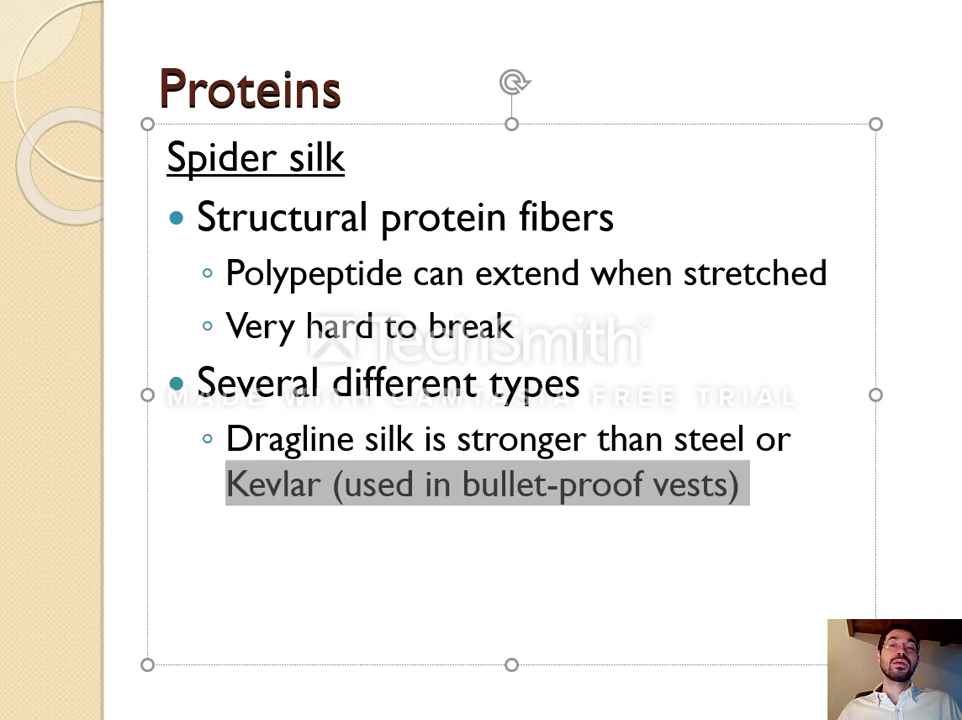 Proteins
Spider silk
Structural protein fibers
Polypeptide can extend when stretched
Very hard to break
TechSmith
Several different types
MADE WITH CAMTASIA FREE TRIAL
Dragline silk is stronger than steel or
Kevlar (used in bullet-proof vests)